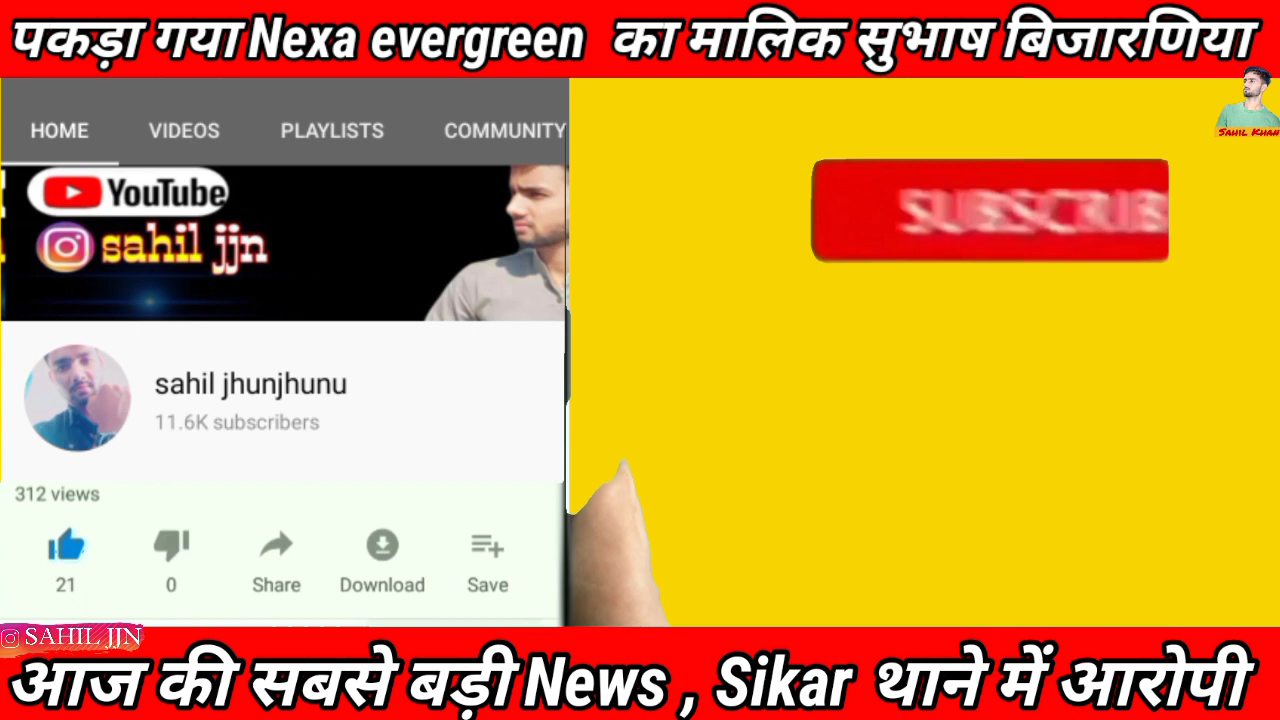 पकड़ा गया Nexa evergreen का मालिक सुभाष बिजारणिया
Sahil Khan
HOME VIDEOS PLAYLISTS COMMUNITY
YouTube
sahil jjn
SUBSCRIB
sahil jhunjhunu
11.6K subscribers
312 views
21 0 Share Download Save
SAHIL JJN
आज की सबसे बड़ी News , Sikar थाने में आरोपी